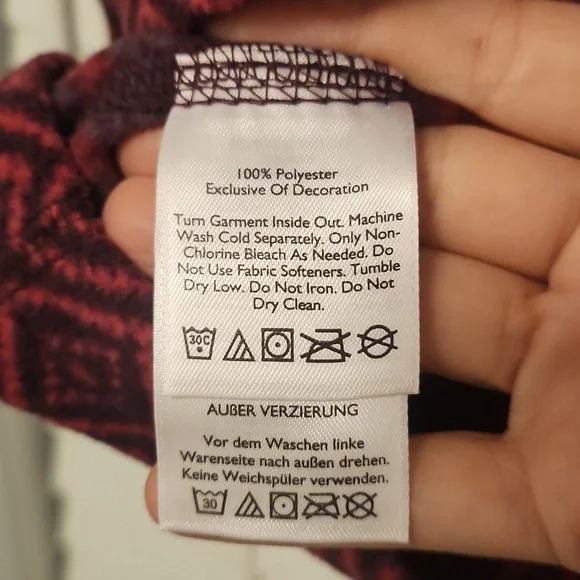 100% Polyester
Exclusive Of Decoration
Turn Garment Inside Out. Machine
Wash Cold Separately. Only Non-
Chlorine Bleach As Needed. Do
Not Use Fabric Softeners. Tumble
Dry Low. Do Not Iron. Do Not
Dry Clean.
30C
AUßER VERZIERUNG
Vor dem Waschen linke
Warenseite nach außen drehen.
Keine Weichspüler verwenden.
30